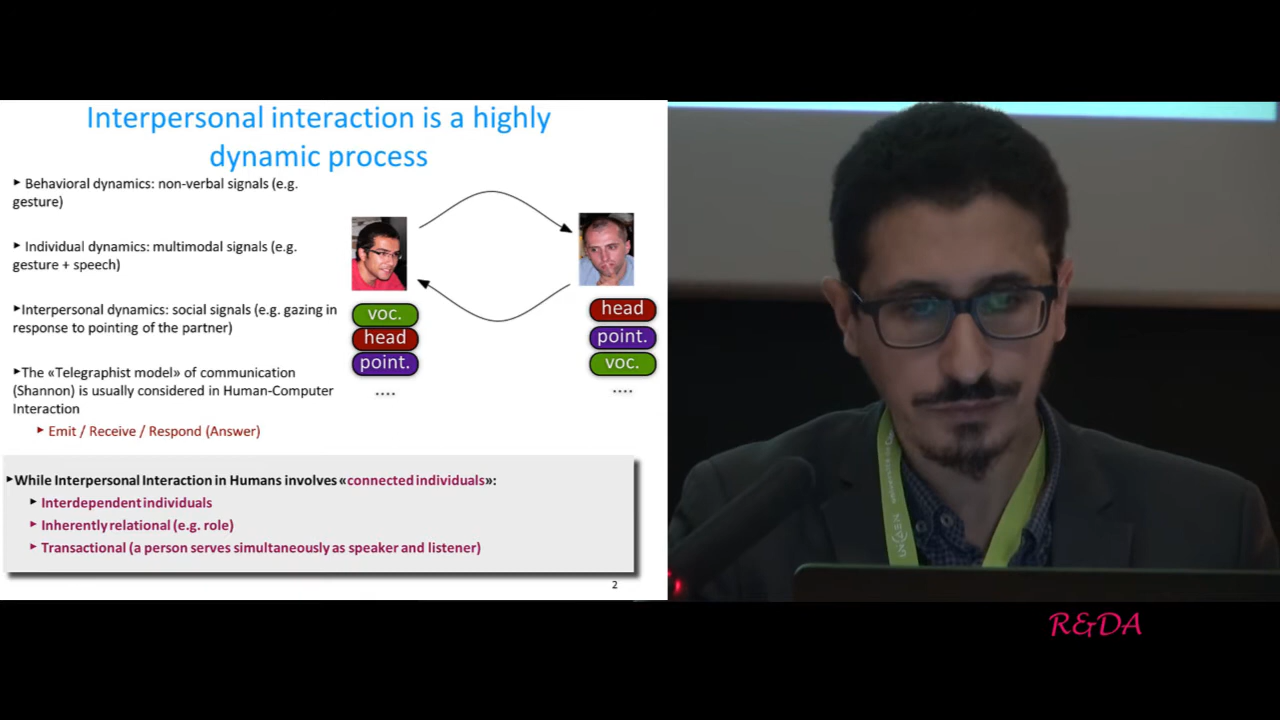 Interpersonal interaction is a highly
dynamic process
‣ Behavioral dynamics: non-verbal signals (e.g.
gesture)
‣ Individual dynamics: multimodal signals (e.g.
gesture + speech)
‣Interpersonal dynamics: social signals (e.g. gazing in
response to pointing of the partner)
‣The «Telegraphist model» of communication
(Shannon) is usually considered in Human-Computer
Interaction
‣ Emit / Receive / Respond (Answer)
voc.
head
point.
....
head
point.
voc.
....
‣While Interpersonal Interaction in Humans involves «connected individuals»:
‣ Interdependent individuals
‣ Inherently relational (e.g. role)
‣ Transactional (a person serves simultaneously as speaker and listener)
2
UNICAEN
R&DA